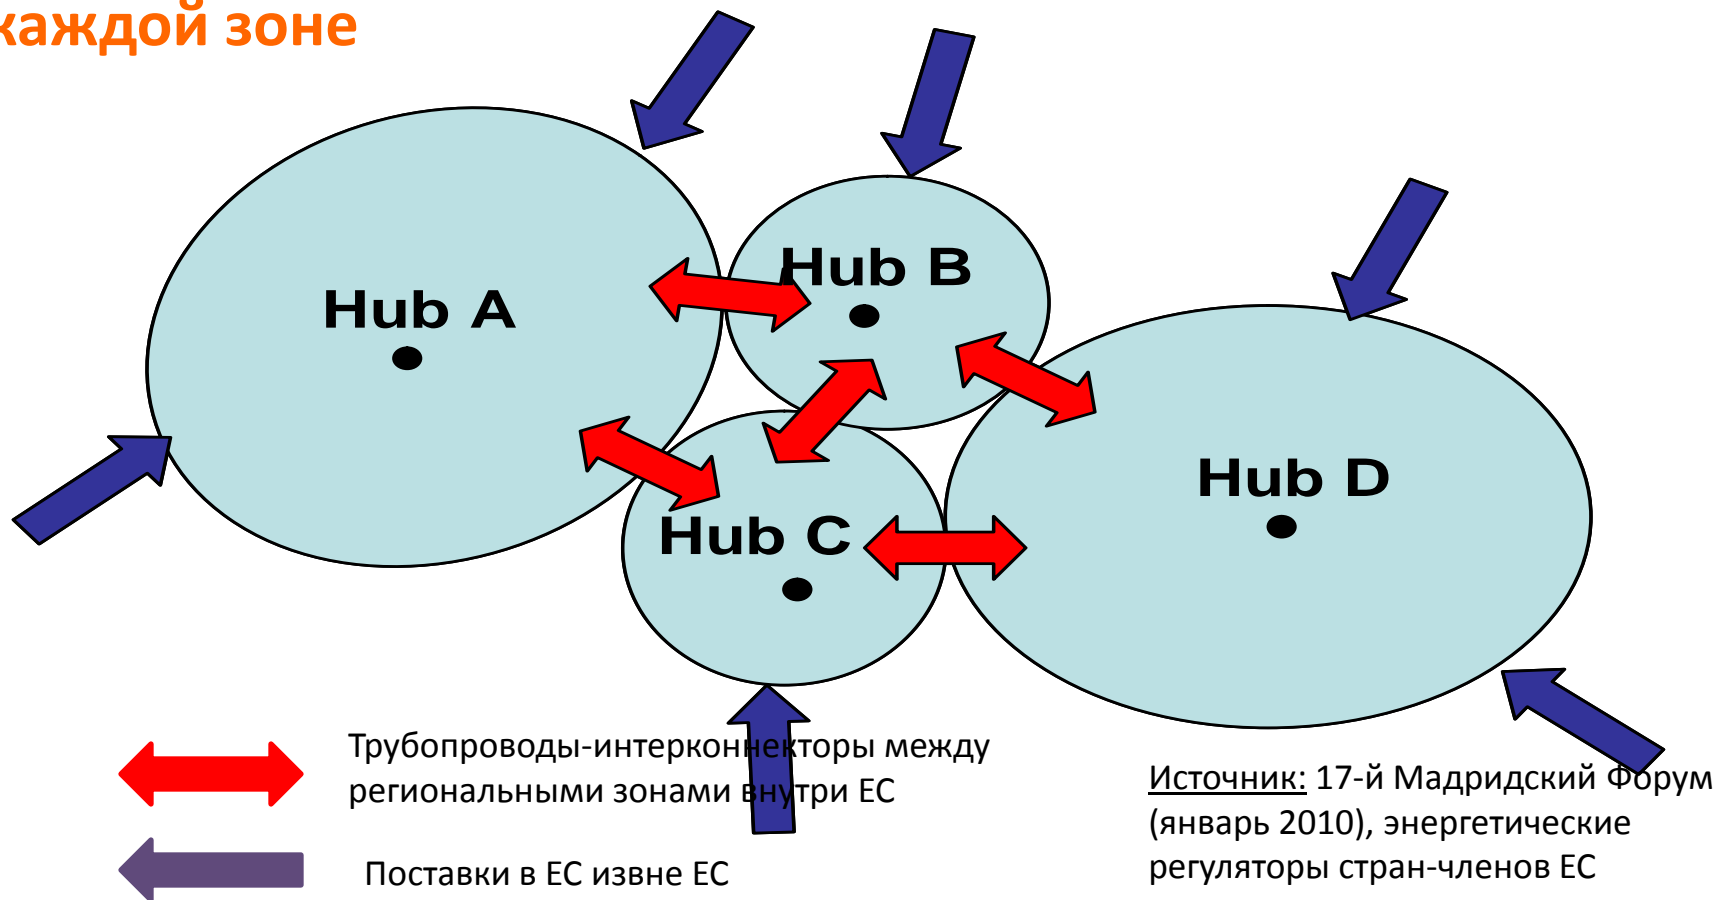 каждой зоне
Hub B
Hub A
Hub D
Hub C
Трубопроводы-интерконнекторы между
региональными зонами внутри ЕС
Поставки в ЕС извне ЕС
Источник: 17-й Мадридский Форум
(январь 2010), энергетические
регуляторы стран-членов ЕС